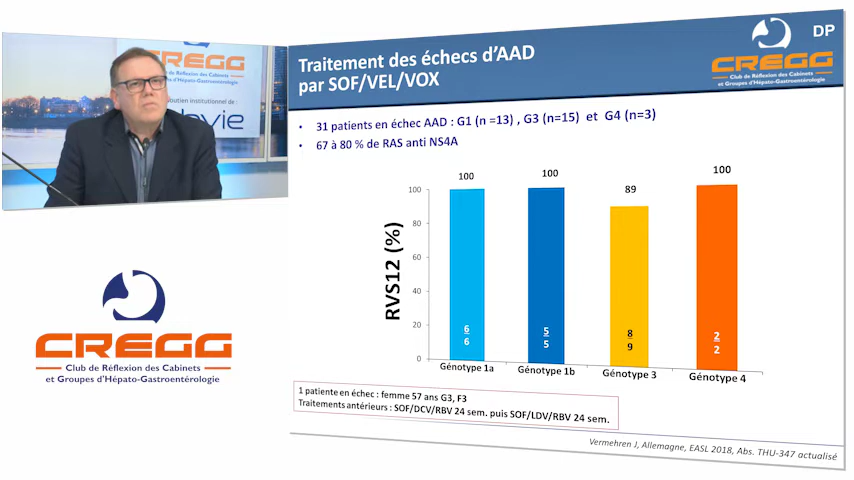 CREGG
Club de Réflexion des Cabinets
et Groupes d'Hépato-Gastroentérologie
outien institutionnel de :
vie
CREGG
Club de Réflexion des Cabinets
et Groupes d'Hépato-Gastroentérologie
Traitement des échecs d'AAD
par SOF/VEL/VOX
DP
CREGG
Club de Réflexion des Cabinets
et Groupes d'Hépato-Gastroentérologie
• 31 patients en échec AAD : G1 (n =13) , G3 (n=15) et G4 (n=3)
• 67 à 80 % de RAS anti NS4A
RVS12 (%)
100
80
60
40
20
0
100
100
89
100
6
6
5
5
8
9
2
2
Génotype 1a
Génotype 1b
Génotype 3
Génotype 4
1 patiente en échec : femme 57 ans G3, F3
Traitements antérieurs : SOF/DCV/RBV 24 sem. puis SOF/LDV/RBV 24 sem.
Vermehren J, Allemagne, EASL 2018, Abs. THU-347 actualisé